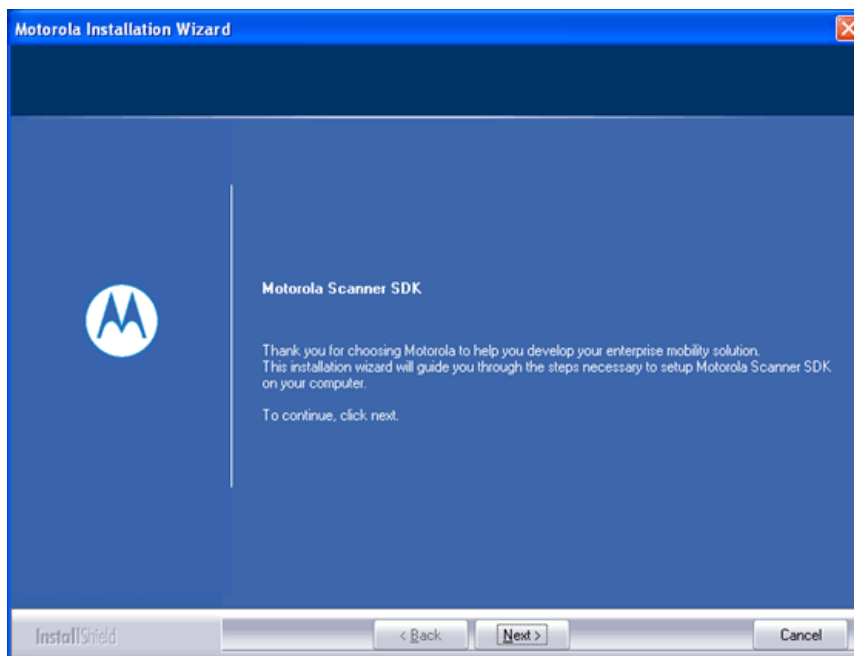 Motorola Installation Wizard
Motorola Scanner SDK
Thank you for choosing Motorola to help you develop your enterprise mobility solution.
This installation wizard will guide you through the steps necessary to setup Motorola Scanner SDK
on your computer.
To continue, click next.
InstallShield
< Back
Next >
Cancel